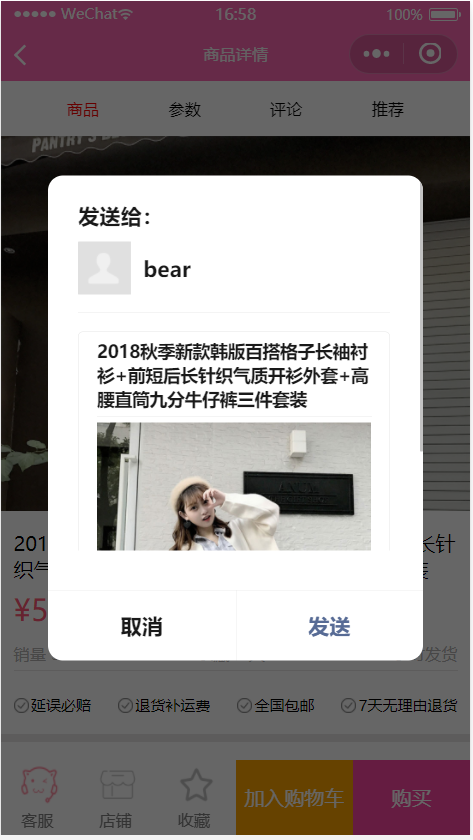 WeChat 16:58 100%
商品详情
商品 参数 评论 推荐
PANTRY'S
发送给：
bear
2018秋季新款韩版百搭格子长袖衬
衫+前短后长针织气质开衫外套+高
腰直筒九分牛仔裤三件套装
201 长针
织气
¥5
取消 发送
销量 发货
延误必赔 退货补运费 全国包邮 7天无理由退货
客服 店铺 收藏 加入购物车 购买